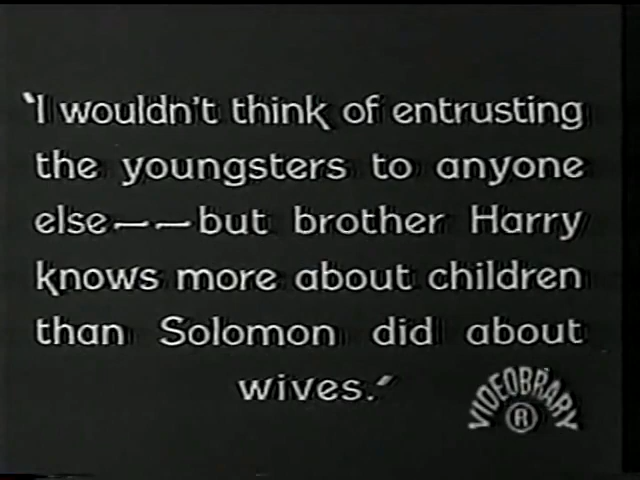 "I wouldn't think of entrusting
the youngsters to anyone
else——but brother Harry
knows more about children
than Solomon did about
wives."
VIDEOBRARY
®